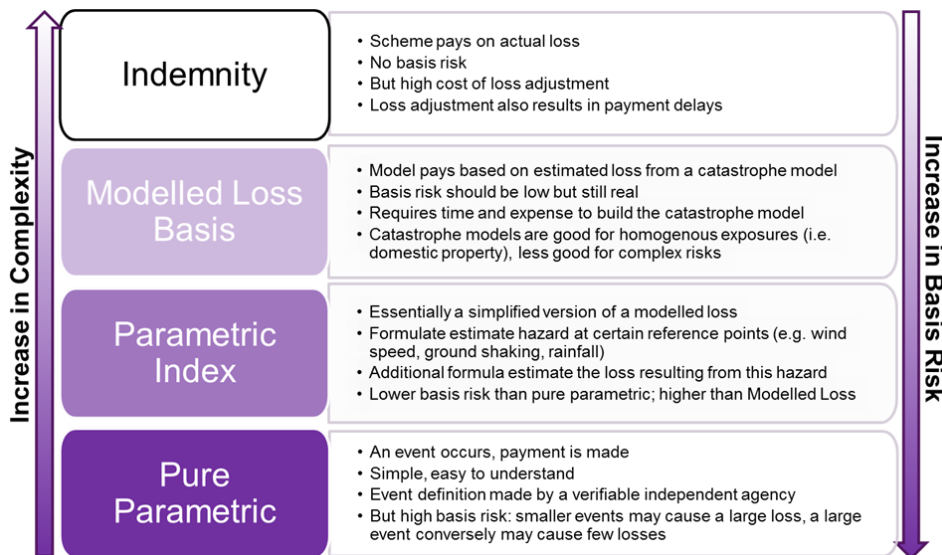 Increase in Complexity
Indemnity
• Scheme pays on actual loss
• No basis risk
• But high cost of loss adjustment
• Loss adjustment also results in payment delays
Modelled Loss
Basis
• Model pays based on estimated loss from a catastrophe model
• Basis risk should be low but still real
• Requires time and expense to build the catastrophe model
• Catastrophe models are good for homogenous exposures (i.e.
domestic property), less good for complex risks
Parametric
Index
• Essentially a simplified version of a modelled loss
• Formulate estimate hazard at certain reference points (e.g. wind
speed, ground shaking, rainfall)
• Additional formula estimate the loss resulting from this hazard
• Lower basis risk than pure parametric; higher than Modelled Loss
Pure
Parametric
• An event occurs, payment is made
• Simple, easy to understand
• Event definition made by a verifiable independent agency
• But high basis risk: smaller events may cause a large loss, a large
event conversely may cause few losses
Increase in Basis Risk